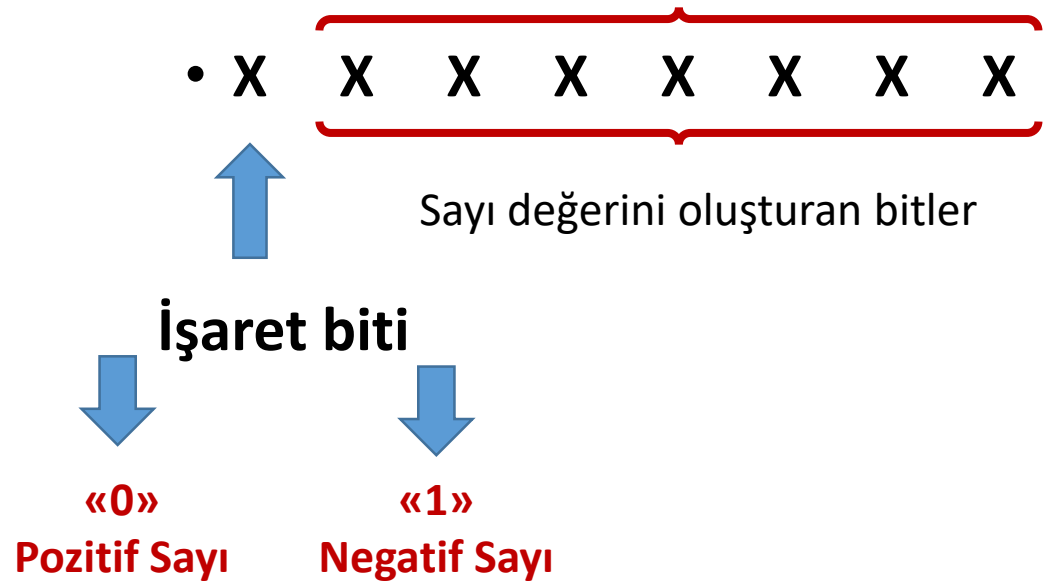 • X X X X X X X X
Sayı değerini oluşturan bitler
İşaret biti
«0» «1»
Pozitif Sayı Negatif Sayı